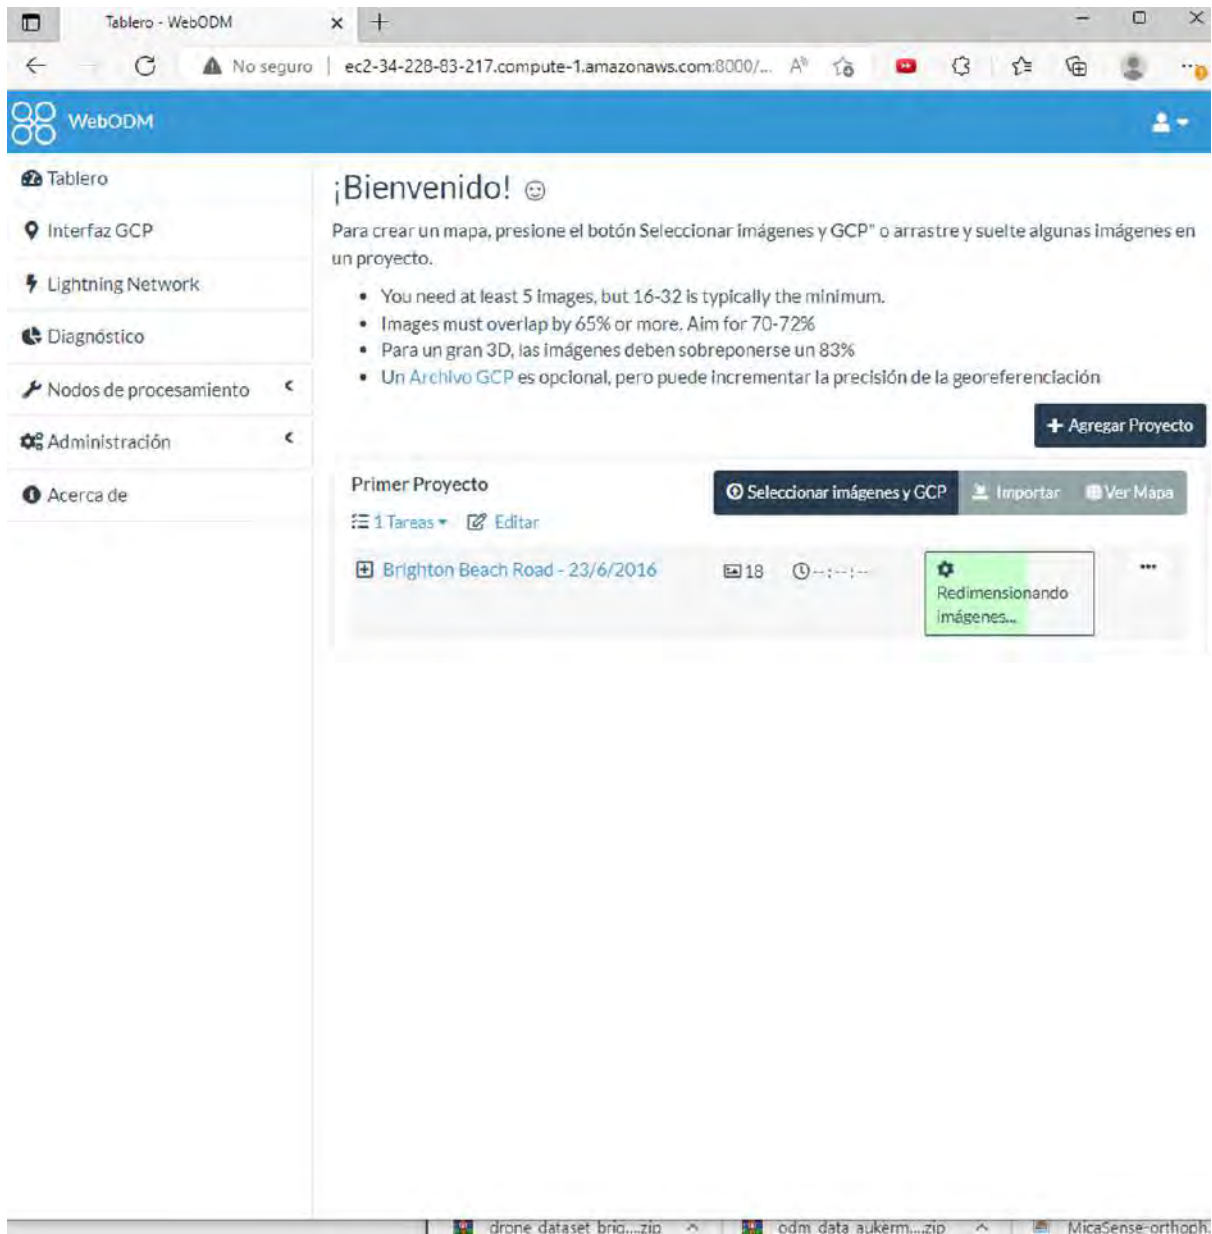 Tablero - WebODM
No seguro | ec2-34-228-83-217.compute-1.amazonaws.com:8000/...
WebODM
Tablero
Interfaz GCP
Lightning Network
Diagnóstico
Nodos de procesamiento
Administración
Acerca de
¡Bienvenido!
Para crear un mapa, presione el botón Seleccionar imágenes y GCP" o arrastre y suelte algunas imágenes en
un proyecto.
• You need at least 5 images, but 16-32 is typically the minimum.
• Images must overlap by 65% or more. Aim for 70-72%
• Para un gran 3D, las imágenes deben sobreponerse un 83%
• Un Archivo GCP es opcional, pero puede incrementar la precisión de la georeferenciación
+ Agregar Proyecto
Primer Proyecto
Seleccionar imágenes y GCP Importar Ver Mapa
1 Tareas Editar
Brighton Beach Road - 23/6/2016 18 --:--:--
Redimensionando
imágenes...
drone_dataset_brig....zip odm_data_aukerm....zip MicaSense-orthoph.